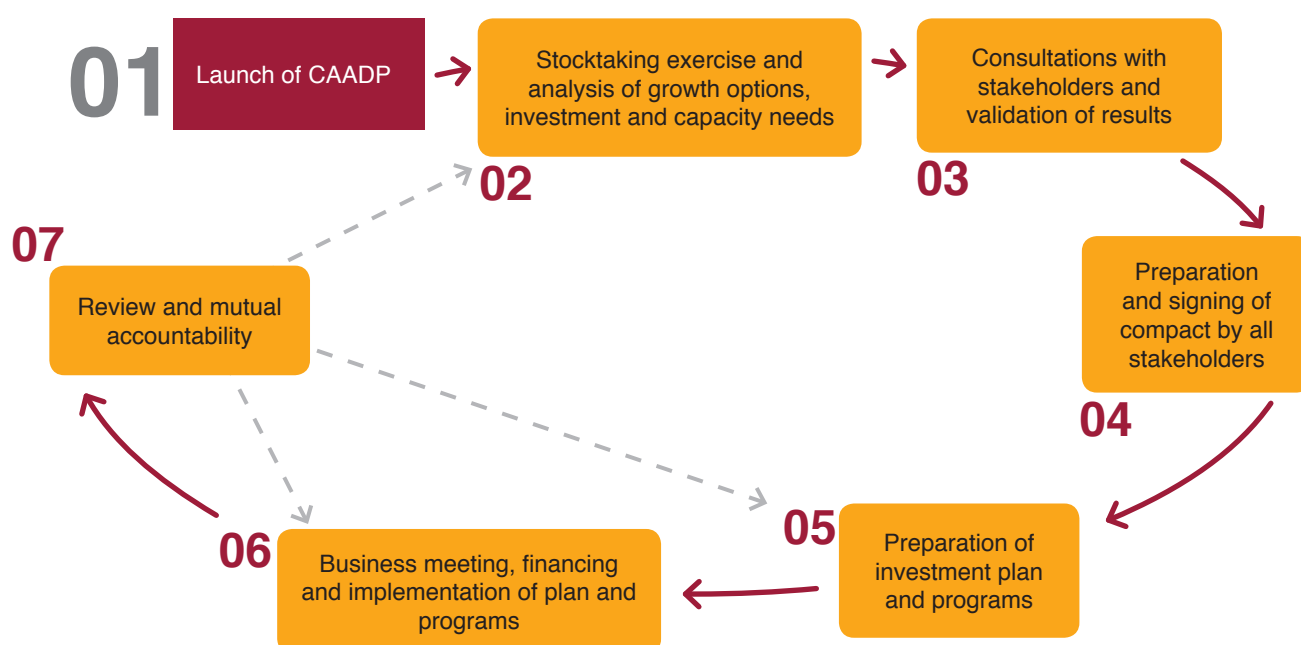 01
Launch of CAADP
Stocktaking exercise and
analysis of growth options,
investment and capacity needs
02
Consultations with
stakeholders and
validation of results
03
Preparation
and signing of
compact by all
stakeholders
04
05
Preparation of
investment plan
and programs
06
Business meeting, financing
and implementation of plan and
programs
07
Review and mutual
accountability